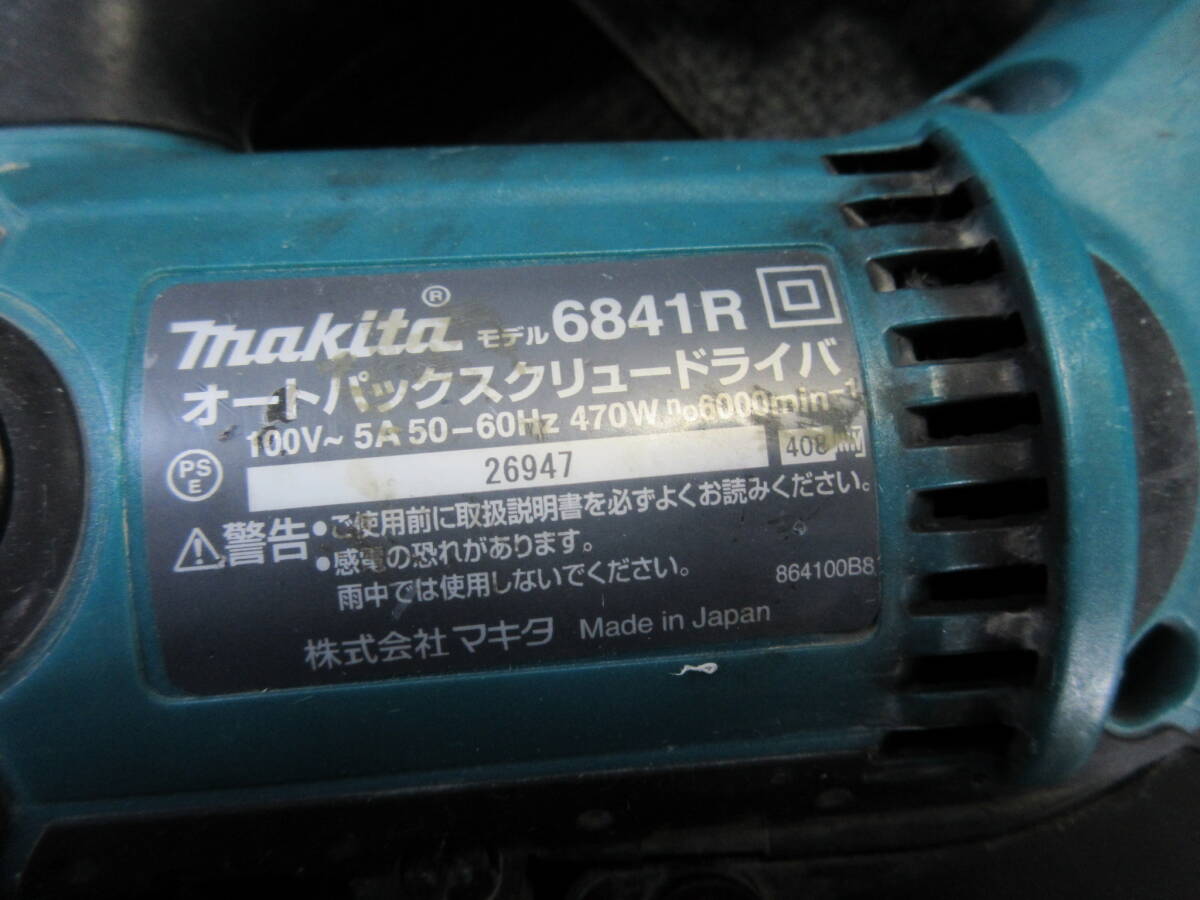 makita® モデル 6841R
オートパックスクリュードライバ
100V~ 5A 50-60Hz 470W n₀6000min⁻¹
PS
E
26947
408
警告 •ご使用前に取扱説明書を必ずよくお読みください。
•感電の恐れがあります。
雨中では使用しないでください。
864100B8
株式会社 マキタ Made in Japan